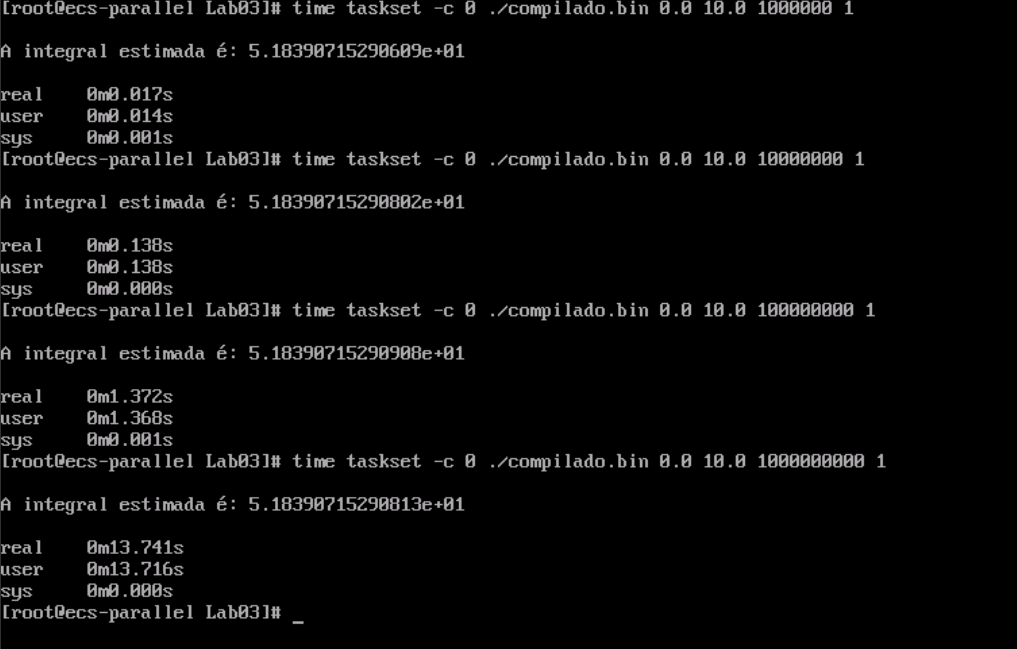 [root@ecs-parallel Lab03]# time taskset -c 0 ./compilado.bin 0.0 10.0 1000000 1
A integral estimada é: 5.18390715290609e+01
real 0m0.017s
user 0m0.014s
sys 0m0.001s
[root@ecs-parallel Lab03]# time taskset -c 0 ./compilado.bin 0.0 10.0 10000000 1
A integral estimada é: 5.18390715290802e+01
real 0m0.138s
user 0m0.138s
sys 0m0.000s
[root@ecs-parallel Lab03]# time taskset -c 0 ./compilado.bin 0.0 10.0 100000000 1
A integral estimada é: 5.18390715290908e+01
real 0m1.372s
user 0m1.368s
sys 0m0.001s
[root@ecs-parallel Lab03]# time taskset -c 0 ./compilado.bin 0.0 10.0 1000000000 1
A integral estimada é: 5.18390715290813e+01
real 0m13.741s
user 0m13.716s
sys 0m0.000s
[root@ecs-parallel Lab03]# _